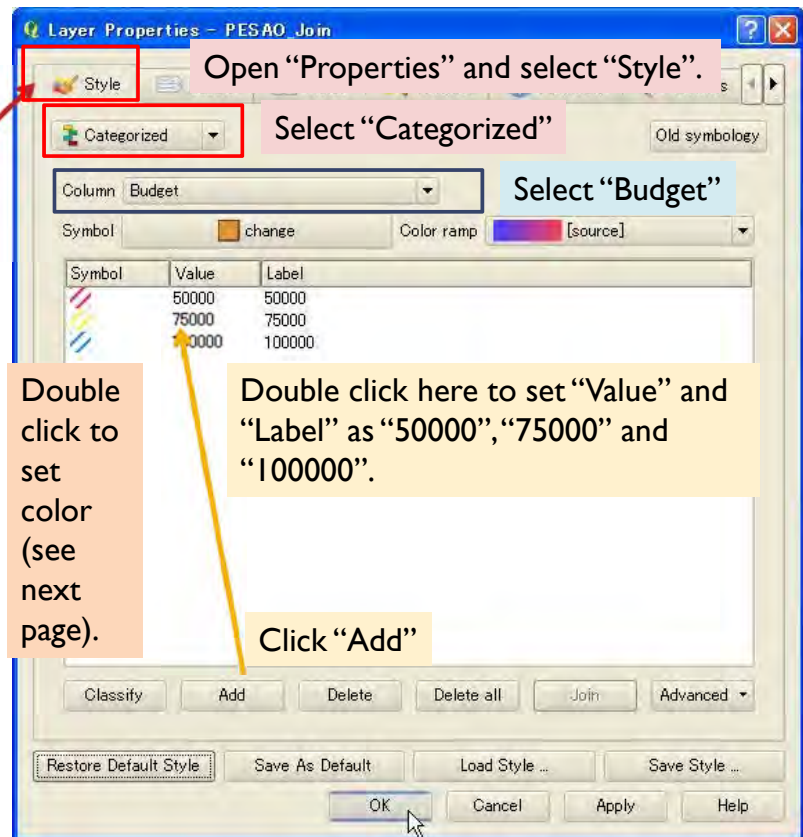 Layer Properties - PESAO_Join
Style
Open “Properties” and select “Style”.
s
Categorized
Select “Categorized”
Old symbology
Column Budget
Select “Budget”
Symbol change Color ramp [source]
Symbol Value Label
50000 50000
75000 75000
100000
Double
click to
set
color
(see
next
page).
Double click here to set “Value” and
“Label” as “50000”, “75000” and
“100000”.
Click “Add”
Classify Add Delete Delete all Join Advanced
Restore Default Style Save As Default Load Style ... Save Style ...
OK Cancel Apply Help